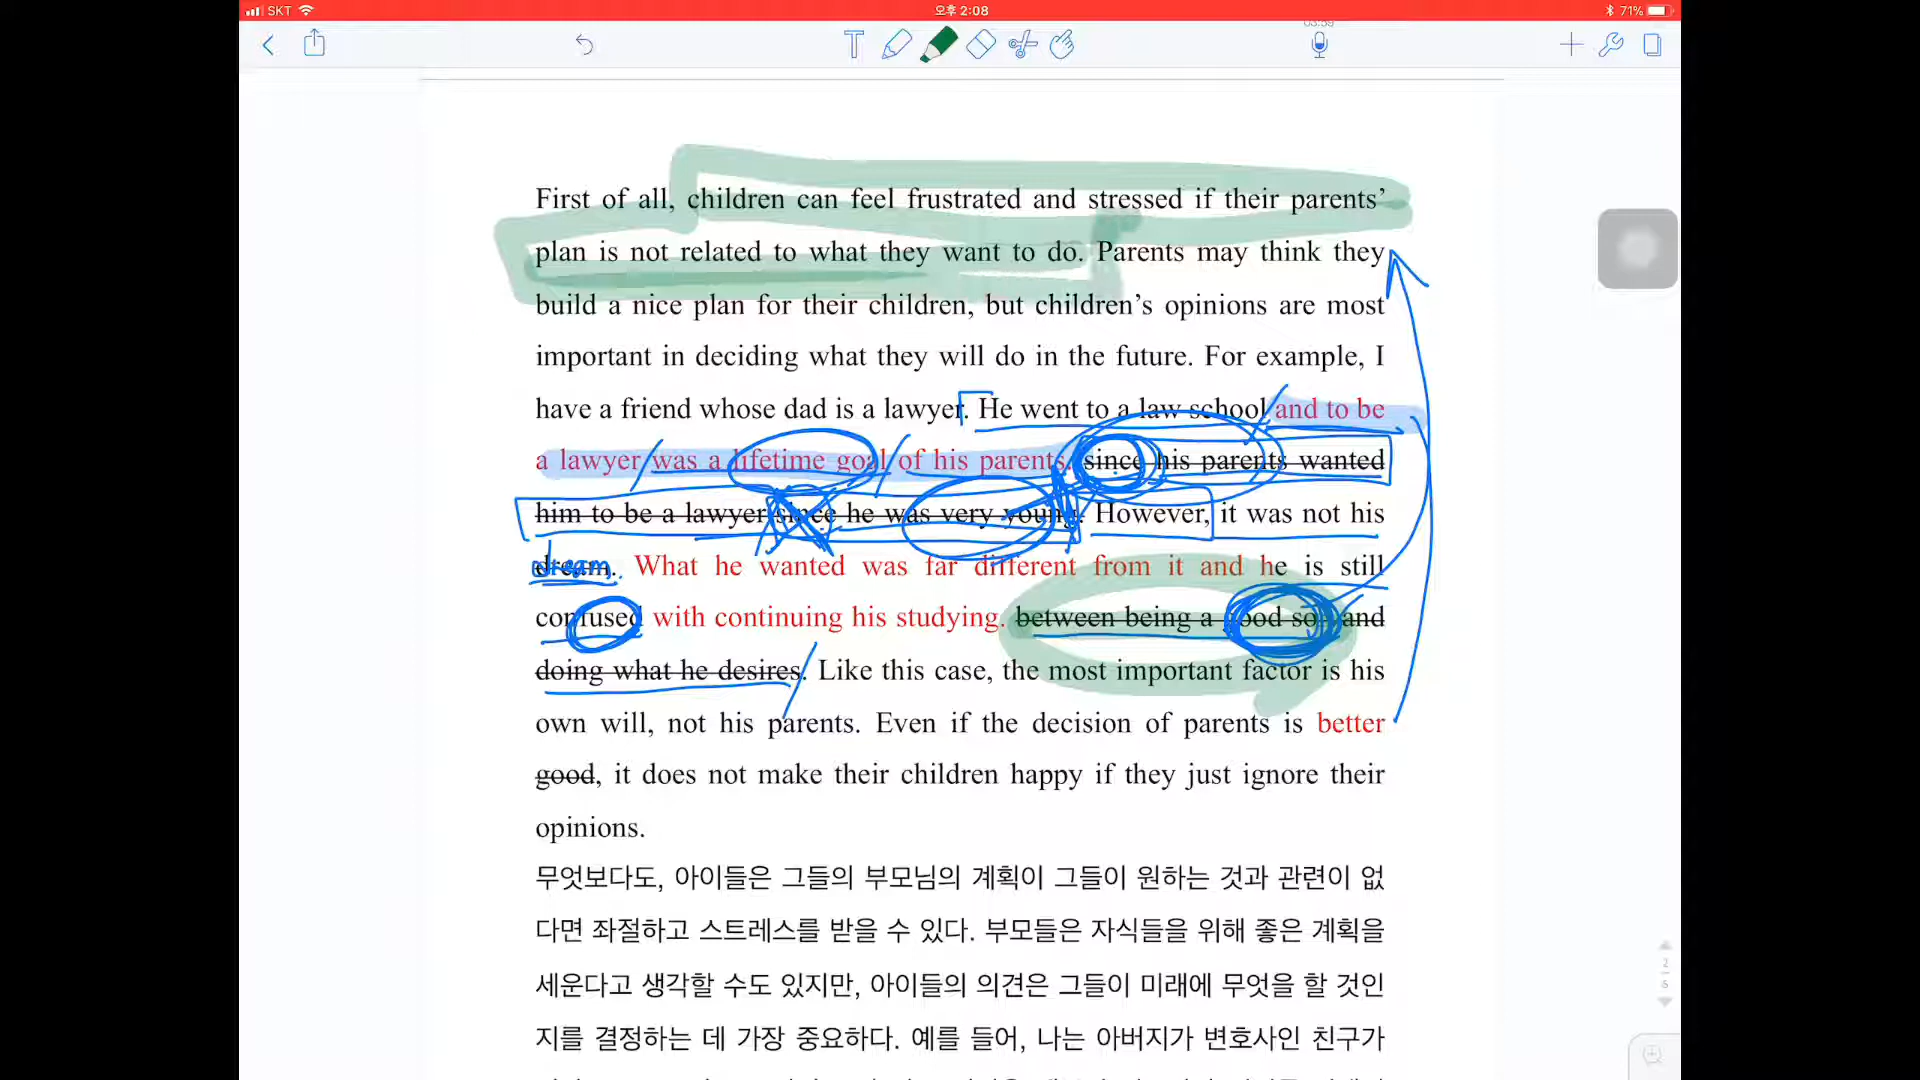 SKT 오후 2:08 71%
03:59
First of all, children can feel frustrated and stressed if their parents’
plan is not related to what they want to do. Parents may think they
build a nice plan for their children, but children’s opinions are most
important in deciding what they will do in the future. For example, I
have a friend whose dad is a lawyer. He went to a law school and to be
a lawyer was a lifetime goal of his parents. since his parents wanted
him to be a lawyer since he was very young. However, it was not his
dream. What he wanted was far different from it and he is still
confused with continuing his studying. between being a good son and
doing what he desires. Like this case, the most important factor is his
own will, not his parents. Even if the decision of parents is better
good, it does not make their children happy if they just ignore their
opinions.
무엇보다도, 아이들은 그들의 부모님의 계획이 그들이 원하는 것과 관련이 없
다면 좌절하고 스트레스를 받을 수 있다. 부모들은 자식들을 위해 좋은 계획을
세운다고 생각할 수도 있지만, 아이들의 의견은 그들이 미래에 무엇을 할 것인
지를 결정하는 데 가장 중요하다. 예를 들어, 나는 아버지가 변호사인 친구가
2
6